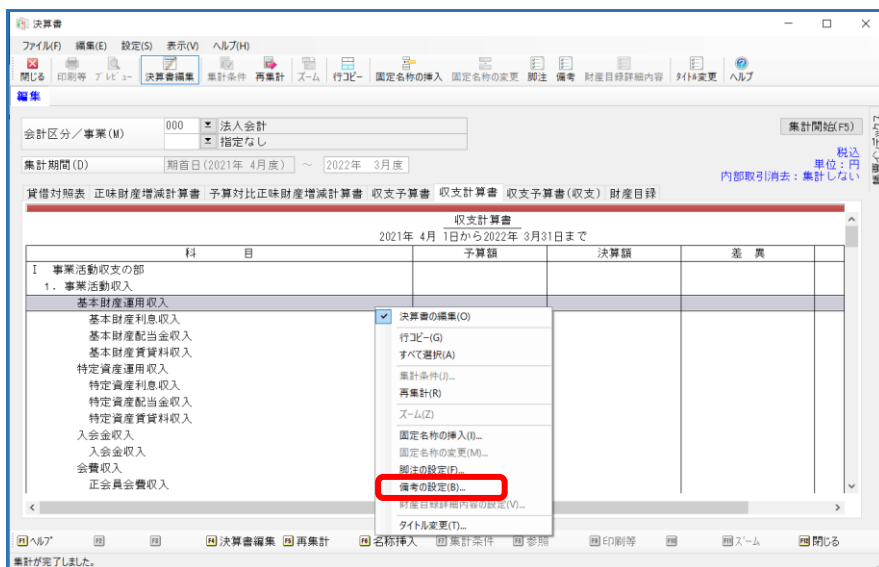 決算書
ファイル(F) 編集(E) 設定(S) 表示(V) ヘルプ(H)
閉じる 印刷等 プレビュー 決算書編集 集計条件 再集計 ズーム 行コピー 固定名称の挿入 固定名称の変更 脚注 備考 財産目録詳細内容 タイトル変更 ヘルプ
編集
会計区分/事業(M) 000 法人会計 集計開始(F5)
指定なし
税込
集計期間(D) 期首日(2021年 4月度) ~ 2022年 3月度 単位:円
内部取引消去:集計しない
貸借対照表 正味財産増減計算書 予算対比正味財産増減計算書 収支予算書 収支計算書 収支予算書(収支) 財産目録
収支計算書
2021年 4月 1日から2022年 3月31日まで
科 目 予算額 決算額 差 異
I 事業活動収支の部
1. 事業活動収入
基本財産運用収入
基本財産利息収入
基本財産配当金収入
基本財産賃貸料収入
特定資産運用収入
特定資産利息収入
特定資産配当金収入
特定資産賃貸料収入
入会金収入
入会金収入
会費収入
正会員会費収入
決算書の編集(O)
行コピー(G)
すべて選択(A)
集計条件(J)...
再集計(R)
ズーム(Z)
固定名称の挿入(I)...
固定名称の変更(M)...
脚注の設定(F)...
備考の設定(B)...
財産目録詳細内容の設定(V)...
タイトル変更(T)...
F1 ヘルプ F2 F3 F4 決算書編集 F5 再集計 F6 名称挿入 F7 集計条件 F8 参照 F9 印刷等 F10 F11 ズーム F12 閉じる
集計が完了しました。